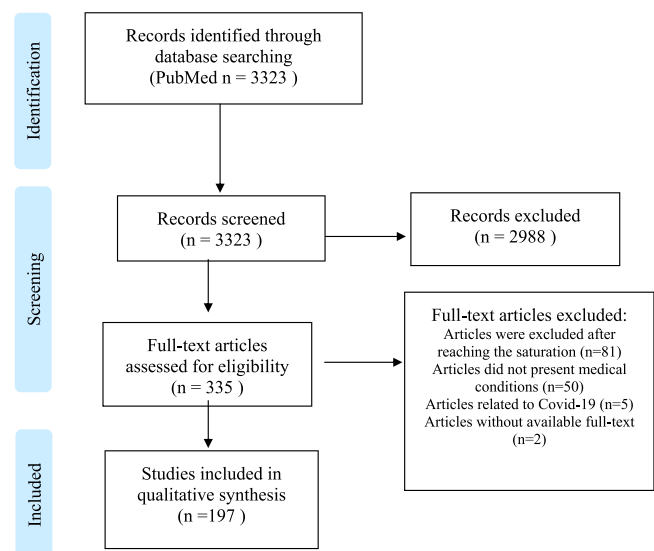 Identification
Records identified through
database searching
(PubMed n = 3323 )
Screening
Records screened
(n = 3323 )
Records excluded
(n = 2988 )
Full-text articles
assessed for eligibility
(n = 335 )
Full-text articles excluded:
Articles were excluded after
reaching the saturation (n=81)
Articles did not present medical
conditions (n=50)
Articles related to Covid-19 (n=5)
Articles without available full-text
(n=2)
Included
Studies included in
qualitative synthesis
(n =197 )